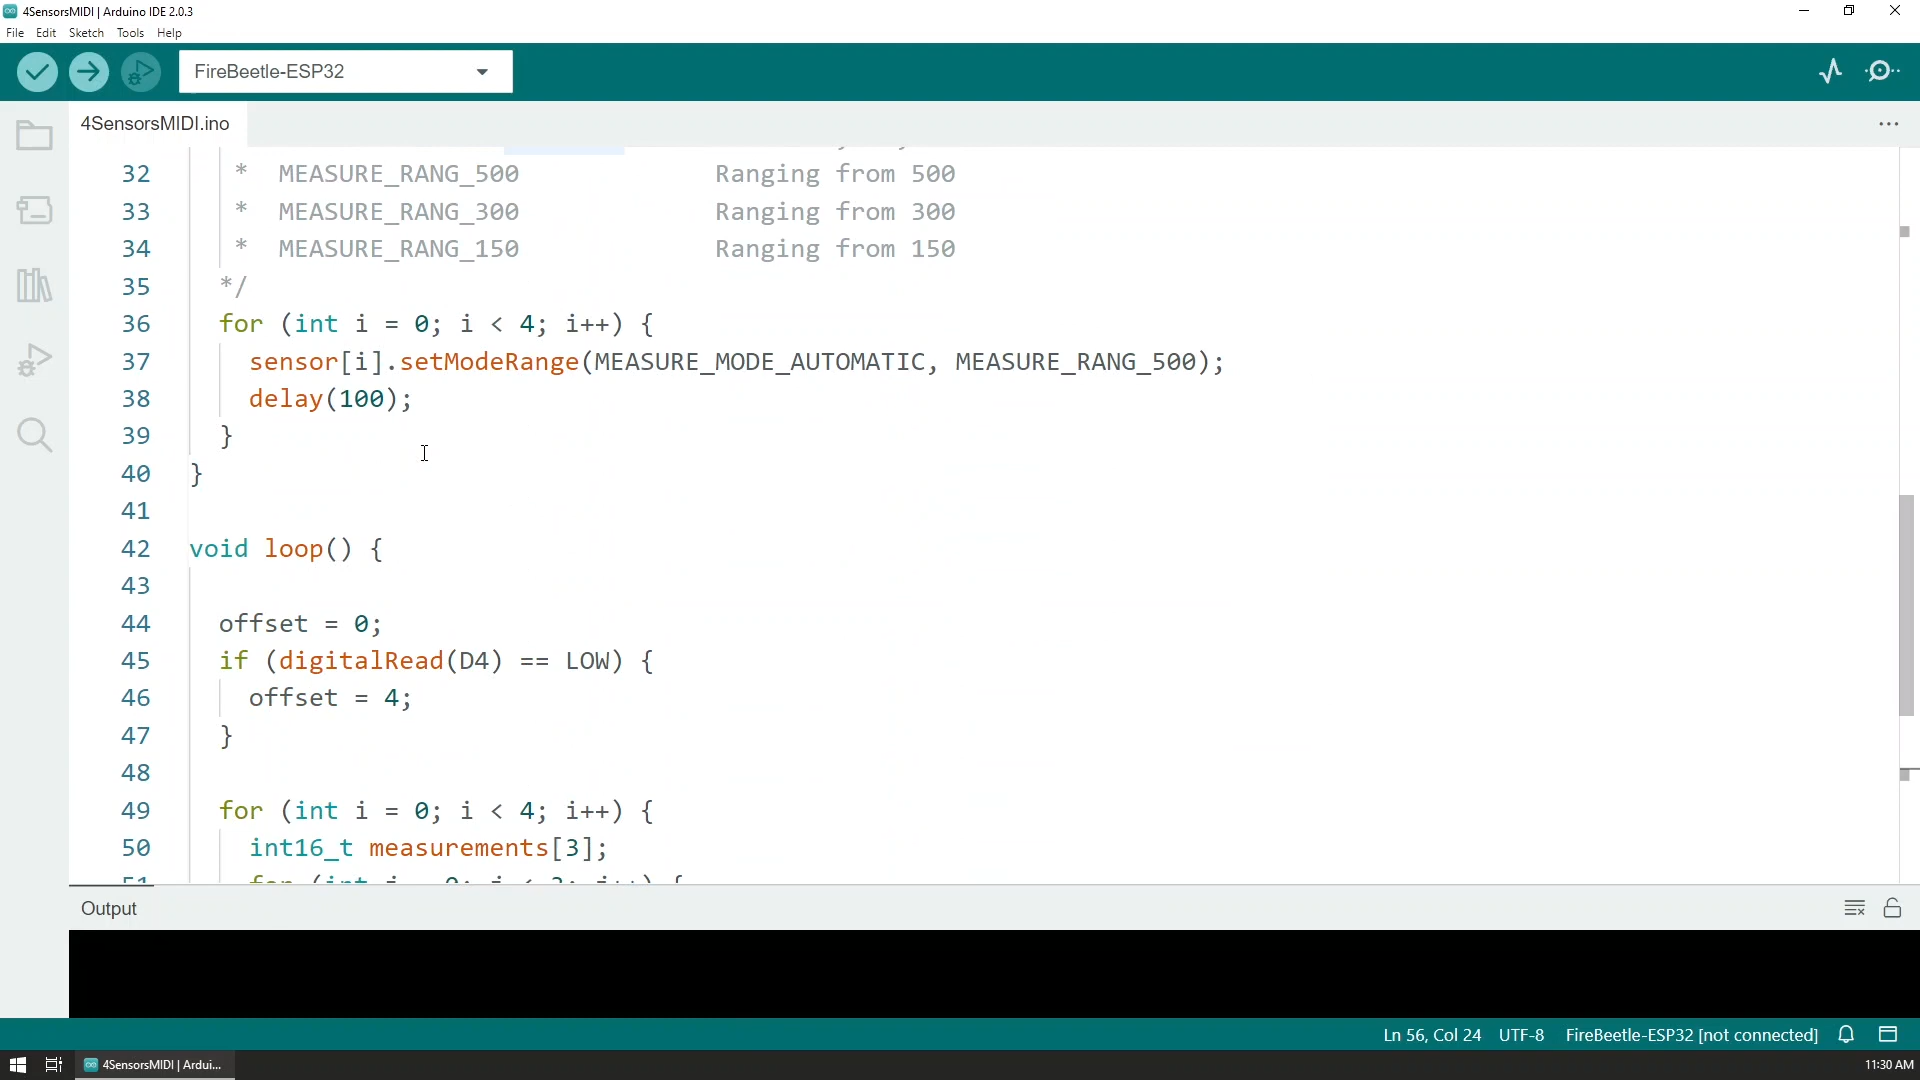 4SensorsMIDI | Arduino IDE 2.0.3
File Edit Sketch Tools Help
FireBeetle-ESP32
4SensorsMIDI.ino
32 * MEASURE_RANG_500 Ranging from 500
33 * MEASURE_RANG_300 Ranging from 300
34 * MEASURE_RANG_150 Ranging from 150
35 */
36 for (int i = 0; i < 4; i++) {
37 sensor[i].setModeRange(MEASURE_MODE_AUTOMATIC, MEASURE_RANG_500);
38 delay(100);
39 }
40 }
41
42 void loop() {
43
44 offset = 0;
45 if (digitalRead(D4) == LOW) {
46 offset = 4;
47 }
48
49 for (int i = 0; i < 4; i++) {
50 int16_t measurements[3];
Output
Ln 56, Col 24 UTF-8 FireBeetle-ESP32 [not connected]
4SensorsMIDI | Ardui...
11:30 AM